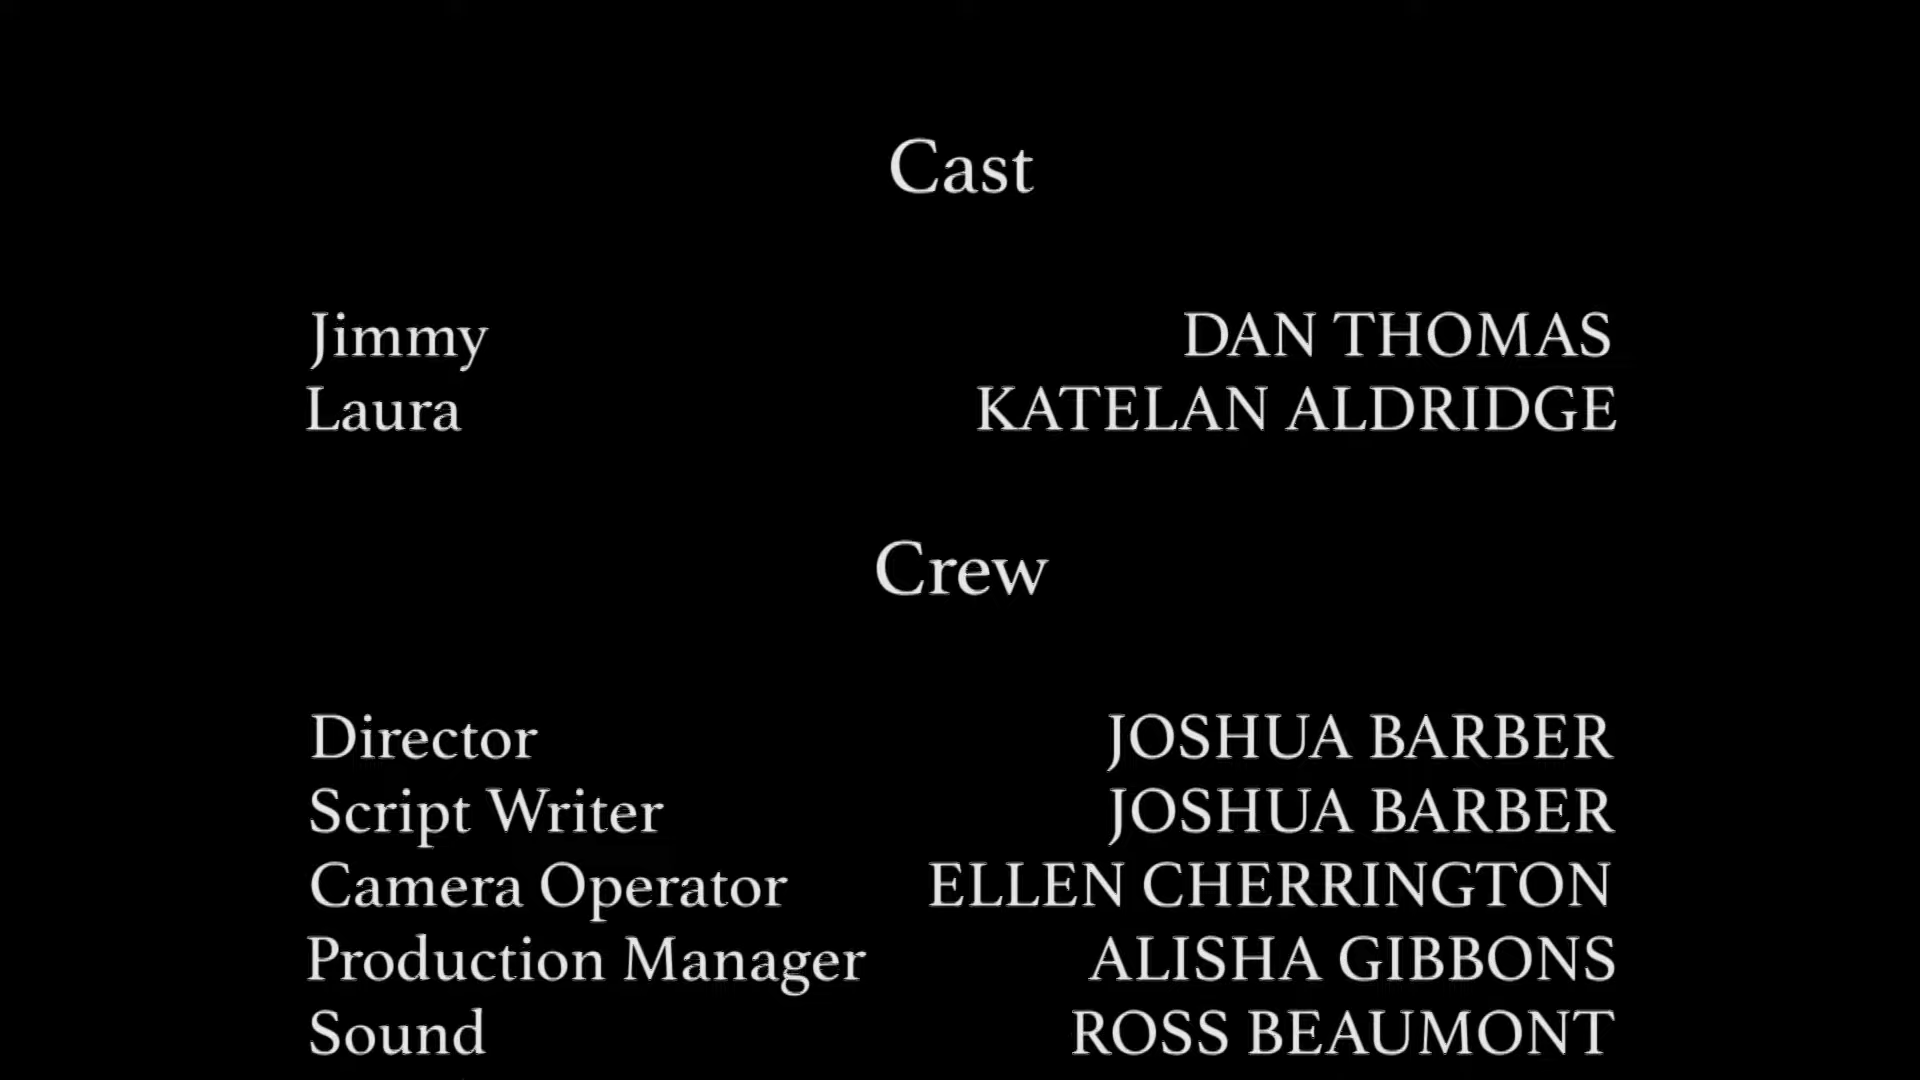 Cast
Jimmy DAN THOMAS
Laura KATELAN ALDRIDGE
Crew
Director JOSHUA BARBER
Script Writer JOSHUA BARBER
Camera Operator ELLEN CHERRINGTON
Production Manager ALISHA GIBBONS
Sound ROSS BEAUMONT